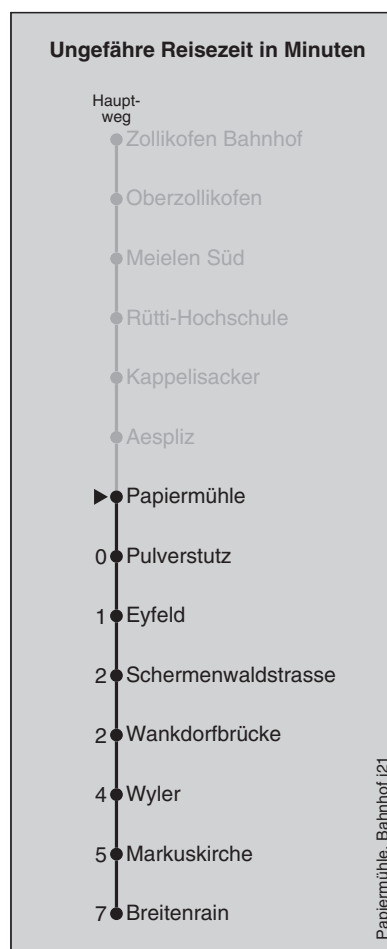 Ungefähre Reisezeit in Minuten
Haupt-
weg
Zollikofen Bahnhof
Oberzollikofen
Meielen Süd
Rütti-Hochschule
Kappelisacker
Aespliz
Papiermühle
0 Pulverstutz
1 Eyfeld
2 Schermenwaldstrasse
2 Wankdorfbrücke
4 Wyler
5 Markuskirche
7 Breitenrain
Papiermühle, Bahnhof j21